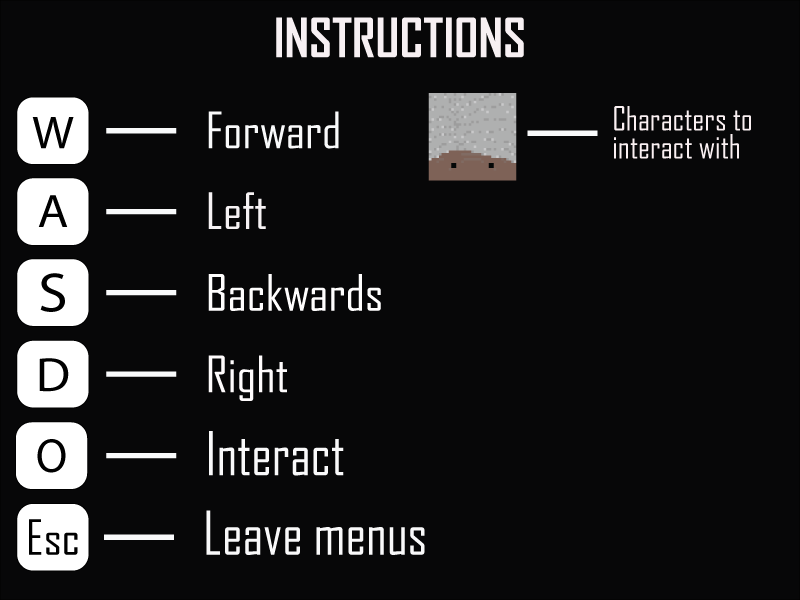 INSTRUCTIONS
W — Forward
A — Left
S — Backwards
D — Right
O — Interact
Esc — Leave menus
Characters to
interact with